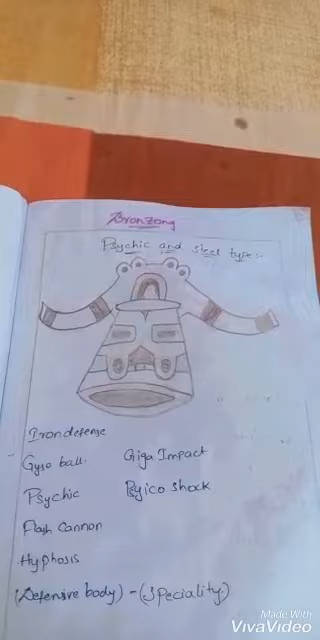 Bronzong
Psychic and steel type:-
Iron defense
Gyro ball. Giga Impact
Psychic Psyico shock
Flash Cannon
Hyphosis
(Defensive body) - (Speciality)
Made With
VivaVideo